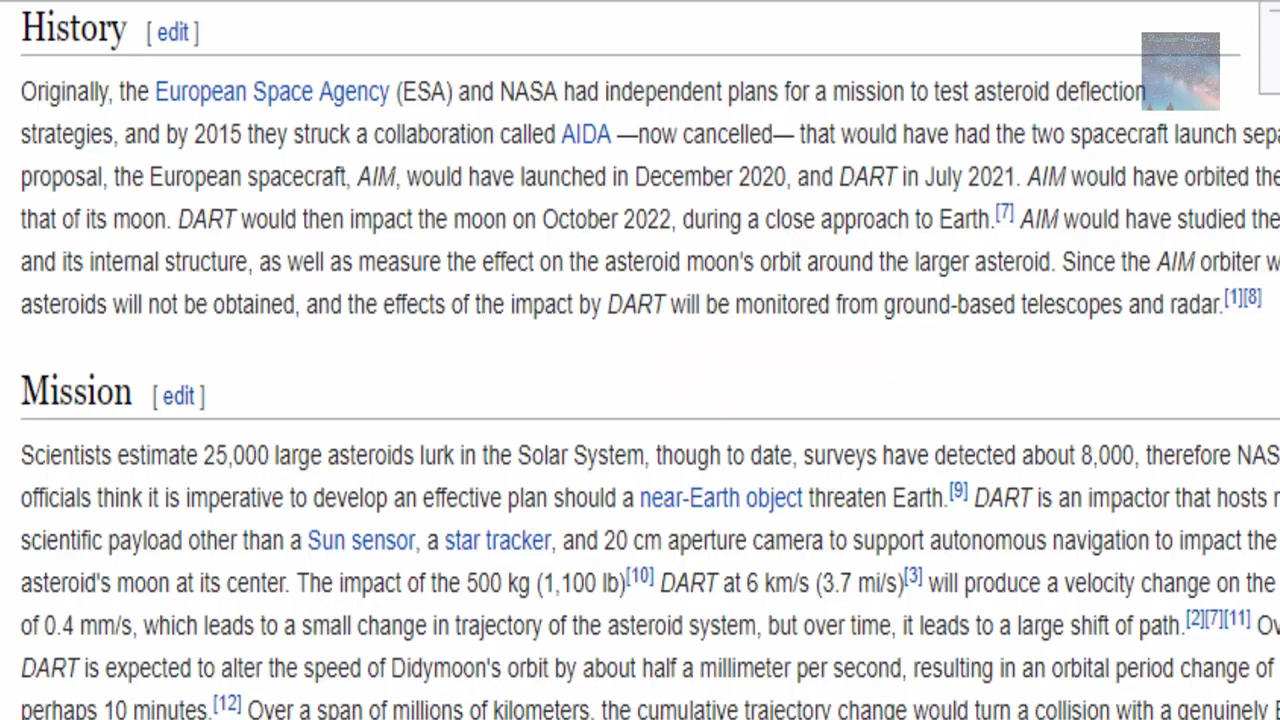 History [ edit ]
Originally, the European Space Agency (ESA) and NASA had independent plans for a mission to test asteroid deflection
strategies, and by 2015 they struck a collaboration called AIDA —now cancelled— that would have had the two spacecraft launch
proposal, the European spacecraft, AIM, would have launched in December 2020, and DART in July 2021. AIM would have orbited the
that of its moon. DART would then impact the moon on October 2022, during a close approach to Earth.[7] AIM would have studied the
and its internal structure, as well as measure the effect on the asteroid moon's orbit around the larger asteroid. Since the AIM orbiter
asteroids will not be obtained, and the effects of the impact by DART will be monitored from ground-based telescopes and radar.[1][8]
Mission [ edit ]
Scientists estimate 25,000 large asteroids lurk in the Solar System, though to date, surveys have detected about 8,000, therefore NAS
officials think it is imperative to develop an effective plan should a near-Earth object threaten Earth.[9] DART is an impactor that hosts
scientific payload other than a Sun sensor, a star tracker, and 20 cm aperture camera to support autonomous navigation to impact the
asteroid's moon at its center. The impact of the 500 kg (1,100 lb)[10] DART at 6 km/s (3.7 mi/s)[3] will produce a velocity change on the
of 0.4 mm/s, which leads to a small change in trajectory of the asteroid system, but over time, it leads to a large shift of path.[2][7][11] Ov
DART is expected to alter the speed of Didymoon's orbit by about half a millimeter per second, resulting in an orbital period change of
perhaps 10 minutes.[12] Over a span of millions of kilometers, the cumulative trajectory change would turn a collision with a genuinely